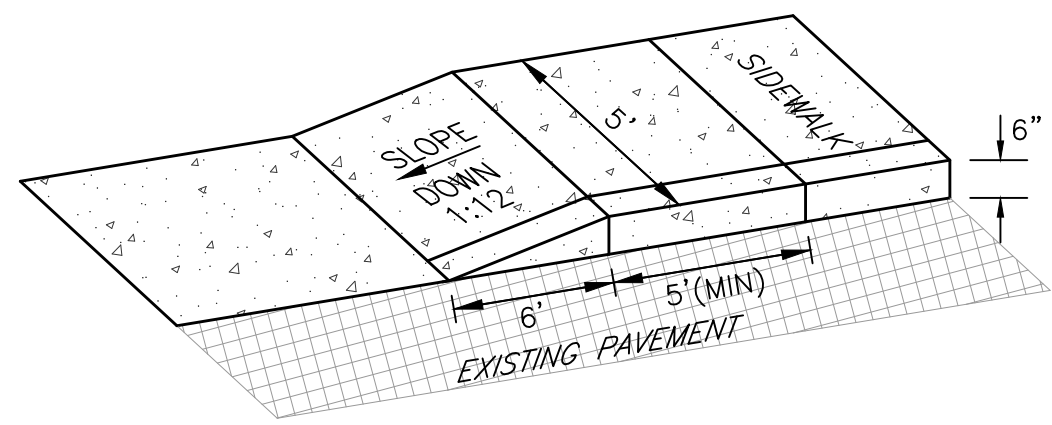 SIDEWALK
5'
6"
SLOPE
DOWN
1:12
6'
5'(MIN)
EXISTING PAVEMENT